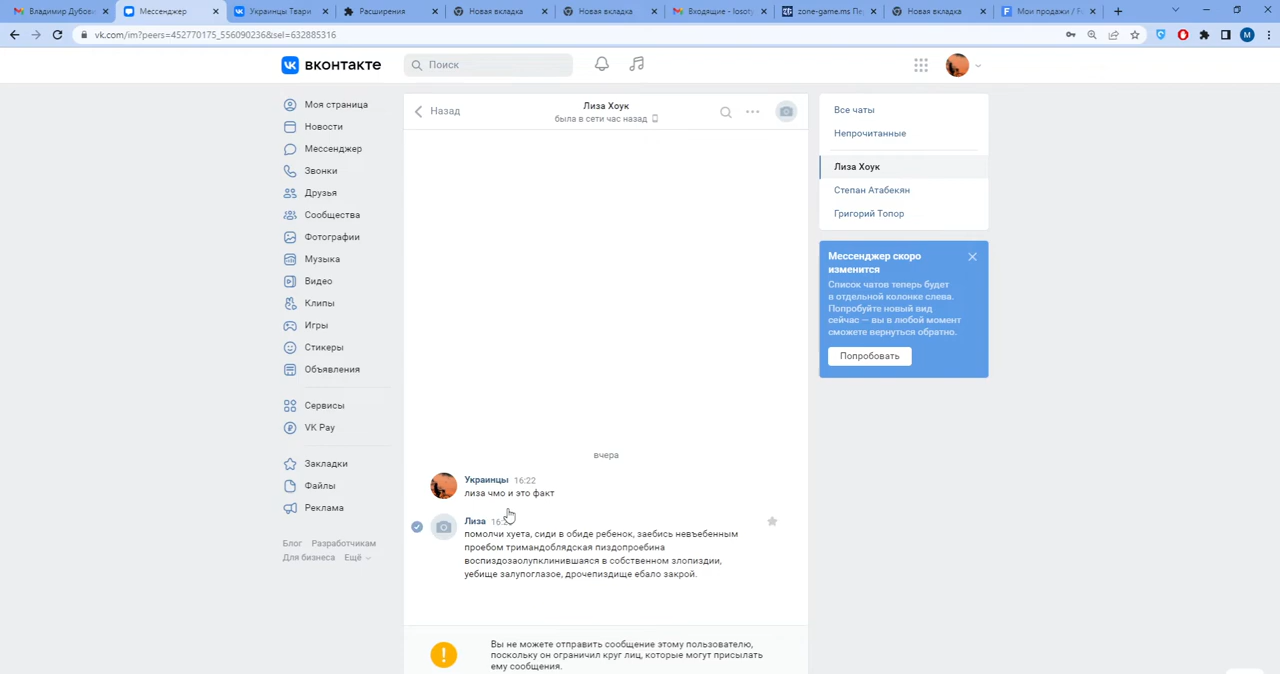 Владимир Дубови
Мессенджер
Украинцы Твари
Расширения
Новая вкладка
Новая вкладка
Входящие - losoty
zone-game.ms Пе
Новая вкладка
Мои продажи / F
vk.com/im?peers=452770175_556090236&sel=632885316
M
вконтакте
Поиск
Моя страница
Новости
Мессенджер
Звонки
Друзья
Сообщества
Фотографии
Музыка
Видео
Клипы
Игры
Стикеры
Объявления
Сервисы
VK Pay
Закладки
Файлы
Реклама
Блог Разработчикам
Для бизнеса Ещё
Назад
Лиза Хоук
была в сети час назад
вчера
Украинцы 16:22
лиза чмо и это факт
Лиза
помолчи хуета, сиди в обиде ребенок, заебись невъебенным
проебом тримандоблядская пиздопроебина
воспиздозаолупклинившаяся в собственном злопиздии,
уебище залупоглазое, дрочепиздище ебало закрой.
Вы не можете отправить сообщение этому пользователю,
поскольку он ограничил круг лиц, которые могут присылать
ему сообщения.
Все чаты
Непрочитанные
Лиза Хоук
Степан Атабекян
Григорий Топор
Мессенджер скоро
изменится
Список чатов теперь будет
в отдельной колонке слева.
Попробуйте новый вид
сейчас — вы в любой момент
сможете вернуться обратно.
Попробовать